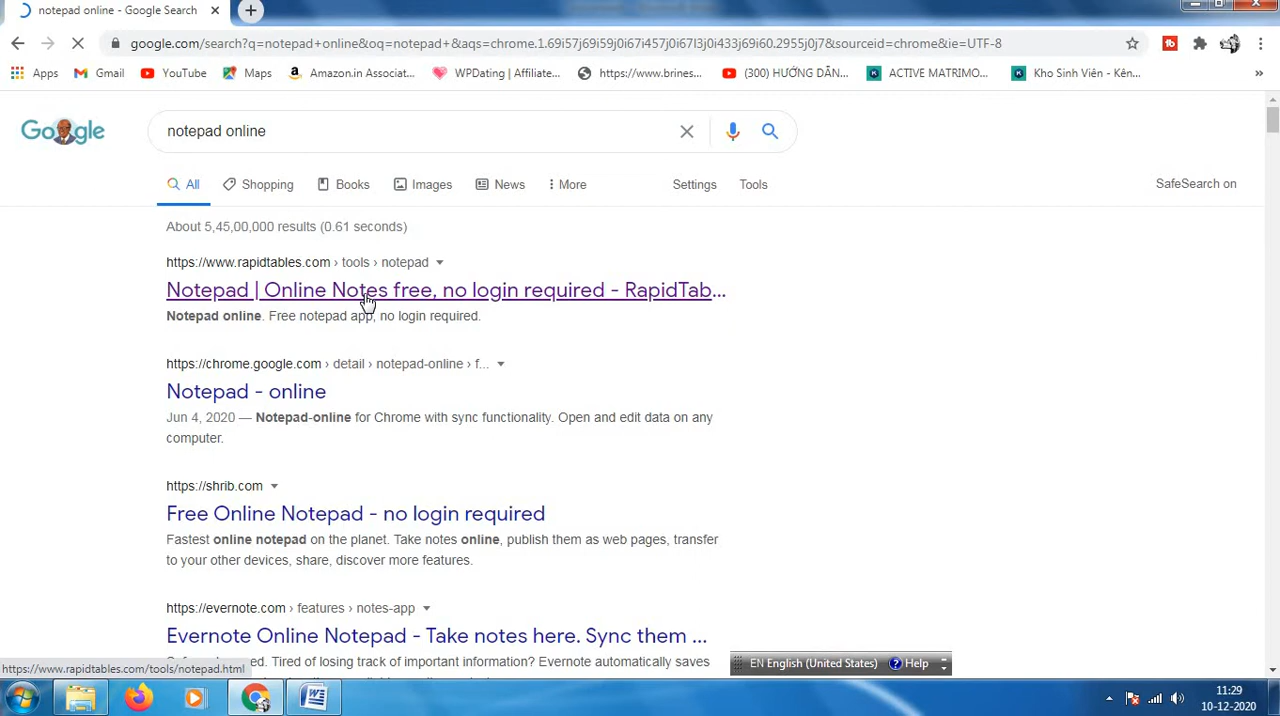 notepad online - Google Search
google.com/search?q=notepad+online&oq=notepad+&aqs=chrome.1.69i57j69i59j0i67i457j0i67l3j0i433j69i60.2955j0j7&sourceid=chrome&ie=UTF-8
Apps
Gmail
YouTube
Maps
Amazon.in Associat...
WPDating | Affiliate...
https://www.brines...
(300) HƯỚNG DẪN...
ACTIVE MATRIMO...
Kho Sinh Viên - Kên...
»
Google
notepad online
All
Shopping
Books
Images
News
More
Settings
Tools
SafeSearch on
About 5,45,00,000 results (0.61 seconds)
https://www.rapidtables.com › tools › notepad
Notepad | Online Notes free, no login required - RapidTab...
Notepad online. Free notepad app, no login required.
https://chrome.google.com › detail › notepad-online › f...
Notepad - online
Jun 4, 2020 — Notepad-online for Chrome with sync functionality. Open and edit data on any
computer.
https://shrib.com
Free Online Notepad - no login required
Fastest online notepad on the planet. Take notes online, publish them as web pages, transfer
to your other devices, share, discover more features.
https://evernote.com › features › notes-app
Evernote Online Notepad - Take notes here. Sync them ...
Tired of losing track of important information? Evernote automatically saves
https://www.rapidtables.com/tools/notepad.html
EN English (United States)
Help
11:29
10-12-2020